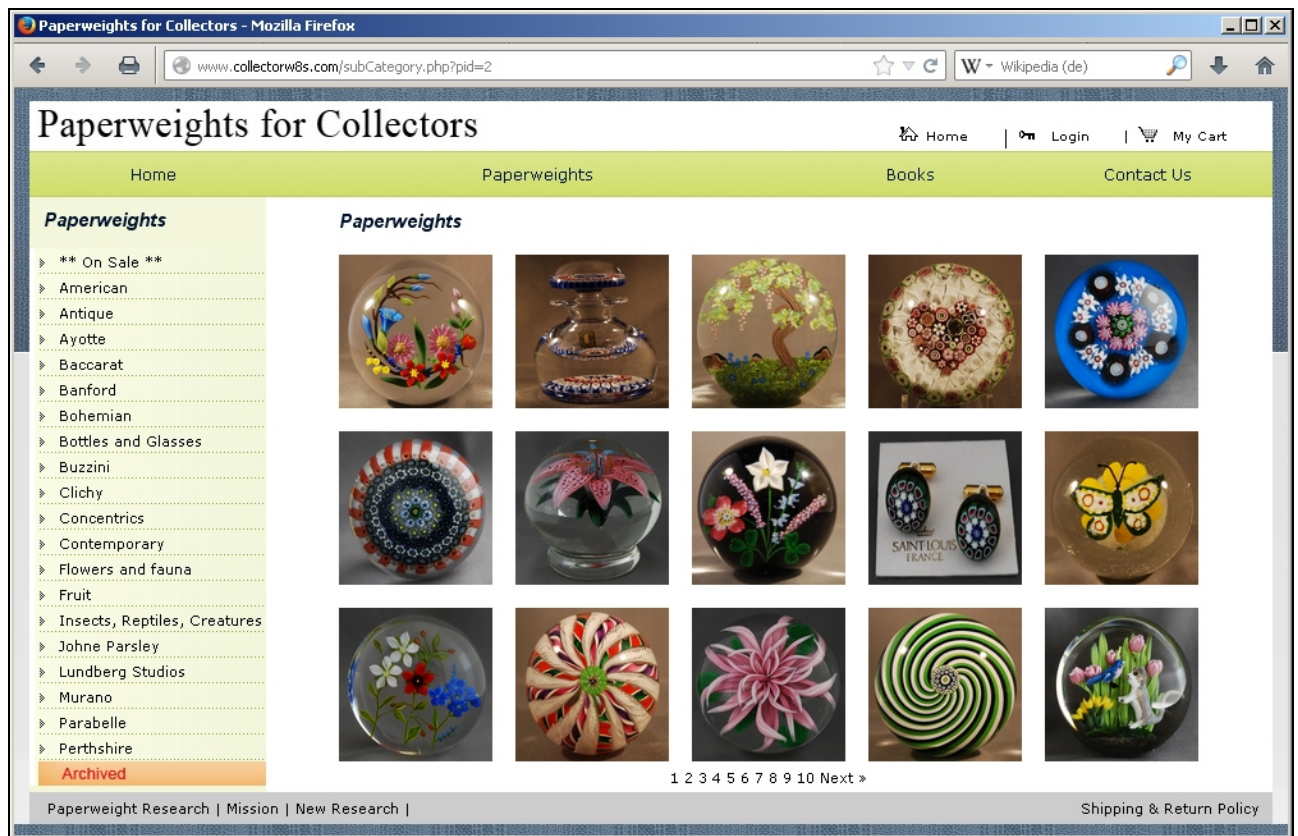 Paperweights for Collectors - Mozilla Firefox
www.collectorw8s.com/subCategory.php?pid=2
W Wikipedia (de)
Paperweights for Collectors
Home | Login | My Cart
Home Paperweights Books Contact Us
Paperweights
** On Sale **
American
Antique
Ayotte
Baccarat
Banford
Bohemian
Bottles and Glasses
Buzzini
Clichy
Concentrics
Contemporary
Flowers and fauna
Fruit
Insects, Reptiles, Creatures
Johne Parsley
Lundberg Studios
Murano
Parabelle
Perthshire
Archived
Paperweights
SAINT LOUIS
FRANCE
1 2 3 4 5 6 7 8 9 10 Next »
Paperweight Research | Mission | New Research |
Shipping & Return Policy